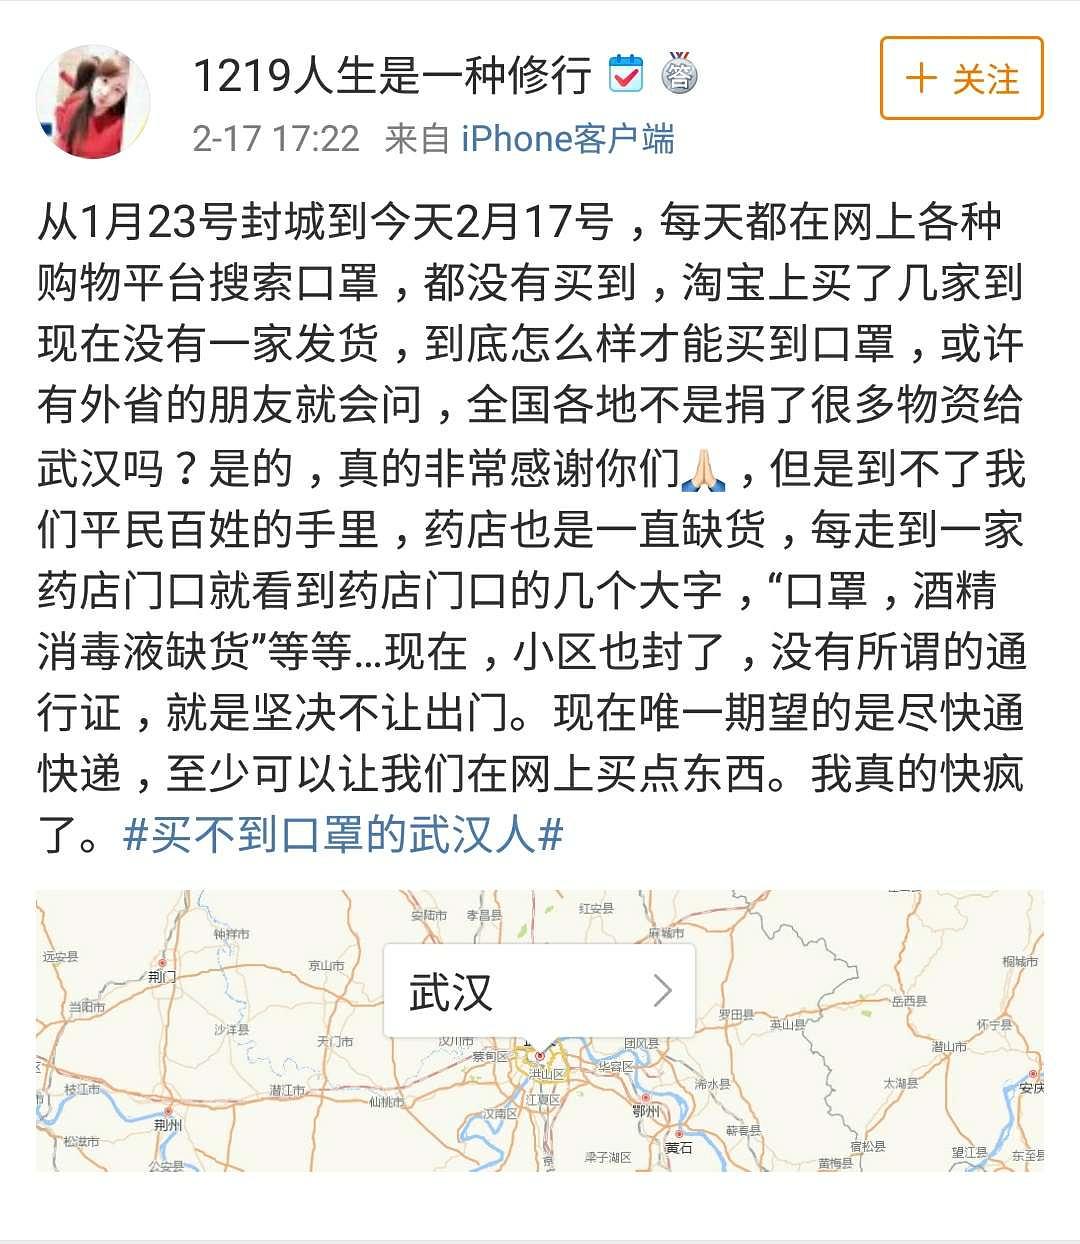 1219人生是一种修行
答
+ 关注
2-17 17:22 来自 iPhone客户端
从1月23号封城到今天2月17号，每天都在网上各种
购物平台搜索口罩，都没有买到，淘宝上买了几家到
现在没有一家发货，到底怎么样才能买到口罩，或许
有外省的朋友就会问，全国各地不是捐了很多物资给
武汉吗？是的，真的非常感谢你们🙏🏻，但是到不了我
们平民百姓的手里，药店也是一直缺货，每走到一家
药店门口就看到药店门口的几个大字，“口罩，酒精
消毒液缺货”等等...现在，小区也封了，没有所谓的通
行证，就是坚决不让出门。现在唯一期望的是尽快通
快递，至少可以让我们在网上买点东西。我真的快疯
了。#买不到口罩的武汉人#
安陆市
孝昌县
红安县
钟祥市
麻城市
远安县
京山市
桐城市
荆门
武汉
当阳市
岳西县
沙洋县
罗田县
英山县
怀宁县
天门市
汉川市
团风县
潜山市
蔡甸区
洪山区
华容区
枝江市
潜江市
浠水县
太湖县
安庆
仙桃市
江夏区
汉南区
鄂州
荆州
蕲春县
松滋市
黄石
宿松县
望江县
东至县
公安县
梁子湖区
黄梅县